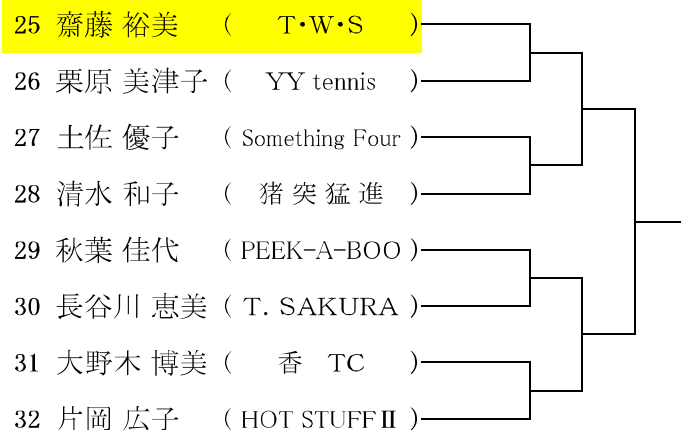 25 齋藤 裕美 ( T・W・S )
26 栗原 美津子 ( YY tennis )
27 土佐 優子 ( Something Four )
28 清水 和子 ( 猪 突 猛 進 )
29 秋葉 佳代 ( PEEK-A-BOO )
30 長谷川 恵美 ( T. SAKURA )
31 大野木 博美 ( 香 TC )
32 片岡 広子 ( HOT STUFFⅡ )